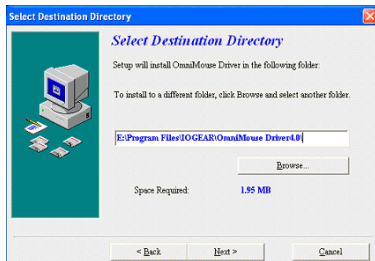 Select Destination Directory
Select Destination Directory
Setup will install OmniMouse Driver in the following folder:
To install to a different folder, click Browse and select another folder.
E:\Program Files\IOGEAR\OmniMouse Driver4.0\
Browse...
Space Required: 1.95 MB
< Back Next > Cancel